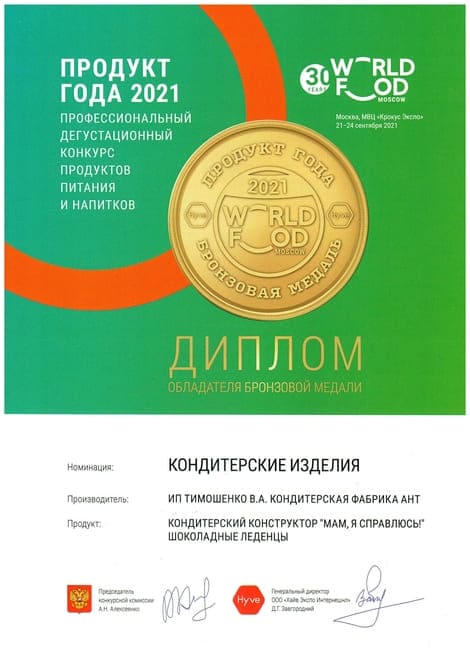 ПРОДУКТ
ГОДА 2021
ПРОФЕССИОНАЛЬНЫЙ
ДЕГУСТАЦИОННЫЙ
КОНКУРС
ПРОДУКТОВ
ПИТАНИЯ
И НАПИТКОВ
30 YEARS
WORLD
FOOD
MOSCOW
Москва, МВЦ «Крокус Экспо»
21–24 сентября 2021
ПРОДУКТ ГОДА
2021
Hyve
WORLD
FOOD
MOSCOW
Hyve
БРОНЗОВАЯ МЕДАЛЬ
ДИПЛОМ
ОБЛАДАТЕЛЯ БРОНЗОВОЙ МЕДАЛИ
Номинация: КОНДИТЕРСКИЕ ИЗДЕЛИЯ
Производитель: ИП ТИМОШЕНКО В.А. КОНДИТЕРСКАЯ ФАБРИКА АНТ
Продукт: КОНДИТЕРСКИЙ КОНСТРУКТОР "МАМ, Я СПРАВЛЮСЬ!"
ШОКОЛАДНЫЕ ЛЕДЕНЦЫ
Председатель
конкурсной комиссии
А.Н. Алексеенко
Hyve
Генеральный директор
ООО «Хайв Экспо Интернешнл»
Д.Г. Завгородний